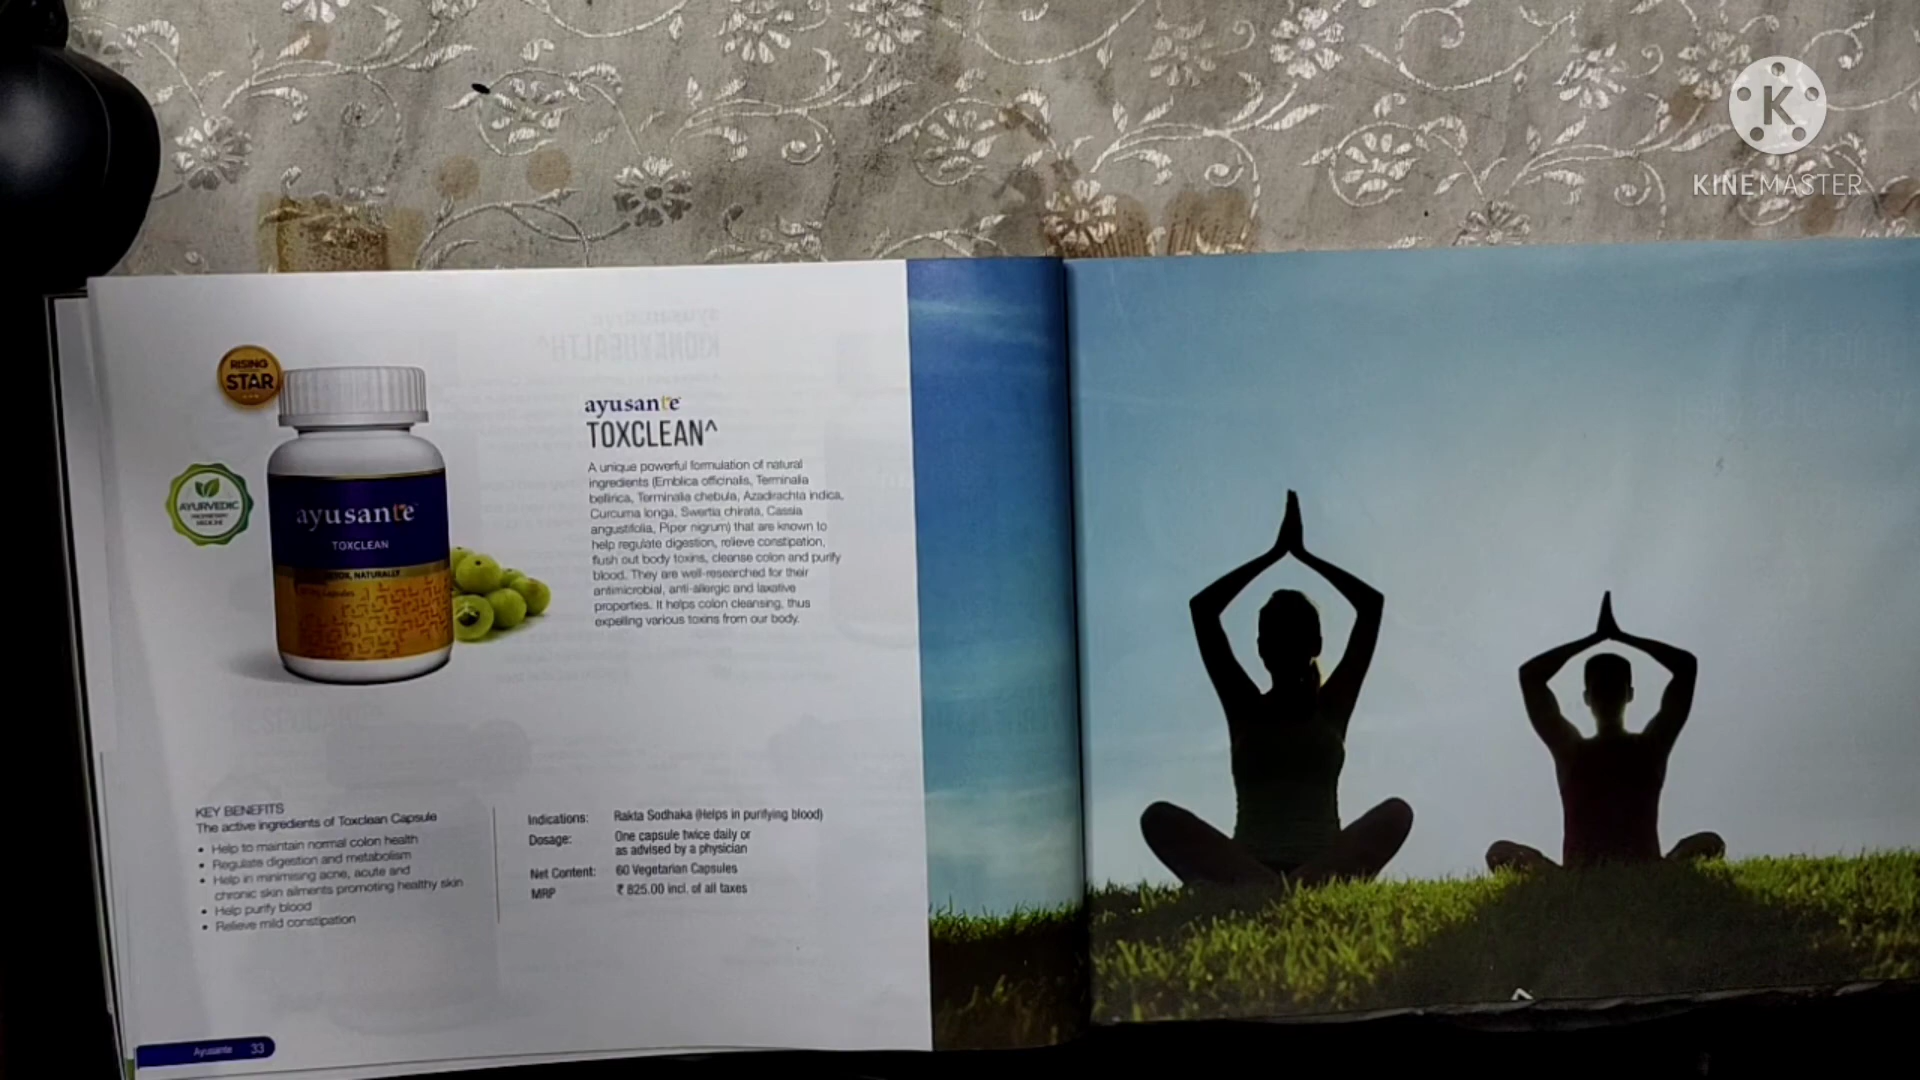 KINEMASTER
RISING
STAR
AYURVEDIC
PROPRIETARY
MEDICINE
ayusante
TOXCLEAN
DETOX, NATURALLY
Capsules
ayusante
TOXCLEAN^
A unique powerful formulation of natural
ingredients (Emblica officinalis, Terminalia
bellirica, Terminalia chebula, Azadirachta indica,
Curcuma longa, Swertia chirata, Cassia
angustifolia, Piper nigrum) that are known to
help regulate digestion, relieve constipation,
flush out body toxins, cleanse colon and purify
blood. They are well-researched for their
antimicrobial, anti-allergic and laxative
properties. It helps colon cleansing, thus
expelling various toxins from our body.
KEY BENEFITS
The active ingredients of Toxclean Capsule
• Help to maintain normal colon health
• Regulate digestion and metabolism
• Help in minimising acne, acute and
chronic skin ailments promoting healthy skin
• Help purify blood
• Relieve mild constipation
Indications: Rakta Sodhaka (Helps in purifying blood)
Dosage: One capsule twice daily or
as advised by a physician
Net Content: 60 Vegetarian Capsules
MRP ₹ 825.00 incl. of all taxes
Ayusante 33